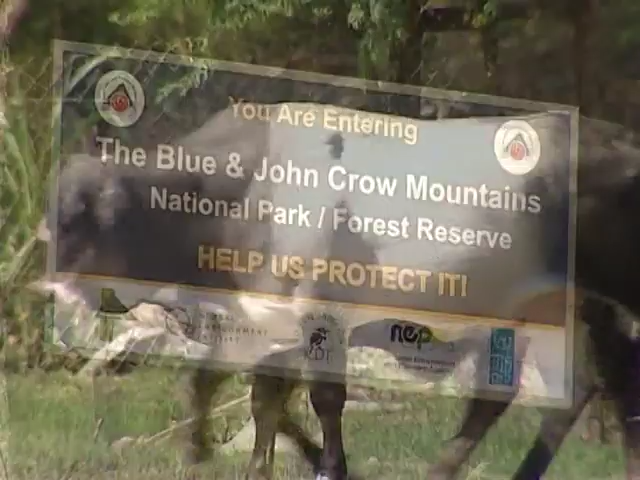 You Are Entering
The Blue & John Crow Mountains
National Park / Forest Reserve
HELP US PROTECT IT!
nep